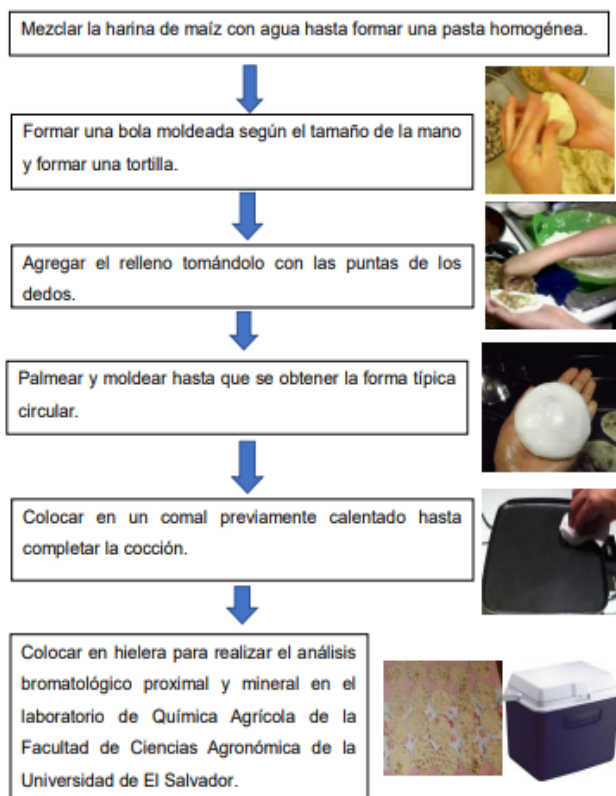 Mezclar la harina de maíz con agua hasta formar una pasta homogénea.
Formar una bola moldeada según el tamaño de la mano
y formar una tortilla.
Agregar el relleno tomándolo con las puntas de los
dedos.
Palmear y moldear hasta que se obtener la forma típica
circular.
Colocar en un comal previamente calentado hasta
completar la cocción.
Colocar en hielera para realizar el análisis
bromatológico proximal y mineral en el
laboratorio de Química Agrícola de la
Facultad de Ciencias Agronómica de la
Universidad de El Salvador.